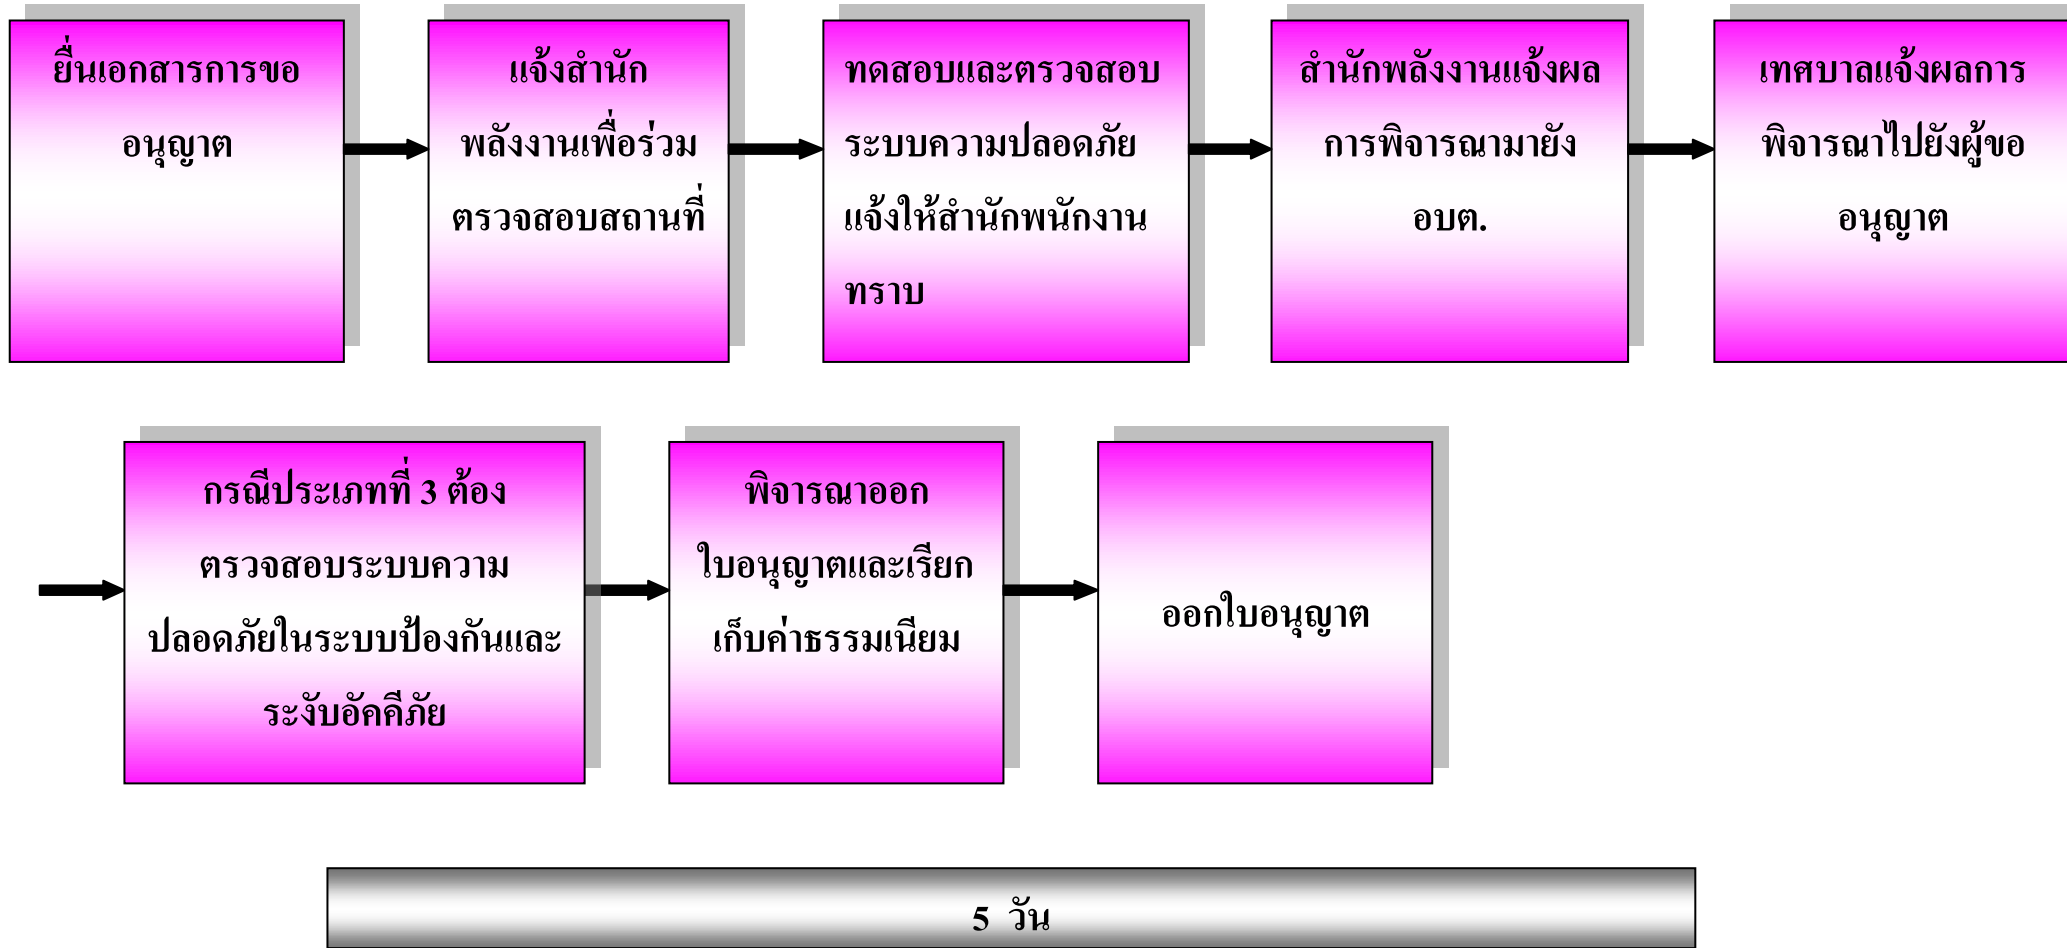 ยื่นเอกสารการขอ
อนุญาต
แจ้งสำนัก
พลังงานเพื่อร่วม
ตรวจสอบสถานที่
ทดสอบและตรวจสอบ
ระบบความปลอดภัย
แจ้งให้สำนักพนักงาน
ทราบ
สำนักพลังงานแจ้งผล
การพิจารณามายัง
อบต.
เทศบาลแจ้งผลการ
พิจารณาไปยังผู้ขอ
อนุญาต
กรณีประเภทที่ 3 ต้อง
ตรวจสอบระบบความ
ปลอดภัยในระบบป้องกันและ
ระงับอัคคีภัย
พิจารณาออก
ใบอนุญาตและเรียก
เก็บค่าธรรมเนียม
ออกใบอนุญาต
5 วัน